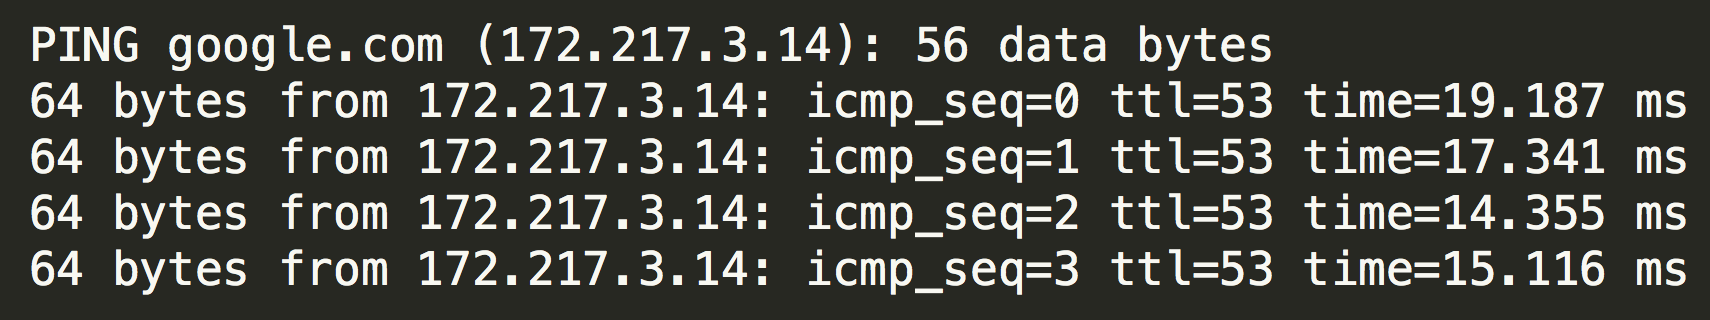 PING google.com (172.217.3.14): 56 data bytes
64 bytes from 172.217.3.14: icmp_seq=0 ttl=53 time=19.187 ms
64 bytes from 172.217.3.14: icmp_seq=1 ttl=53 time=17.341 ms
64 bytes from 172.217.3.14: icmp_seq=2 ttl=53 time=14.355 ms
64 bytes from 172.217.3.14: icmp_seq=3 ttl=53 time=15.116 ms